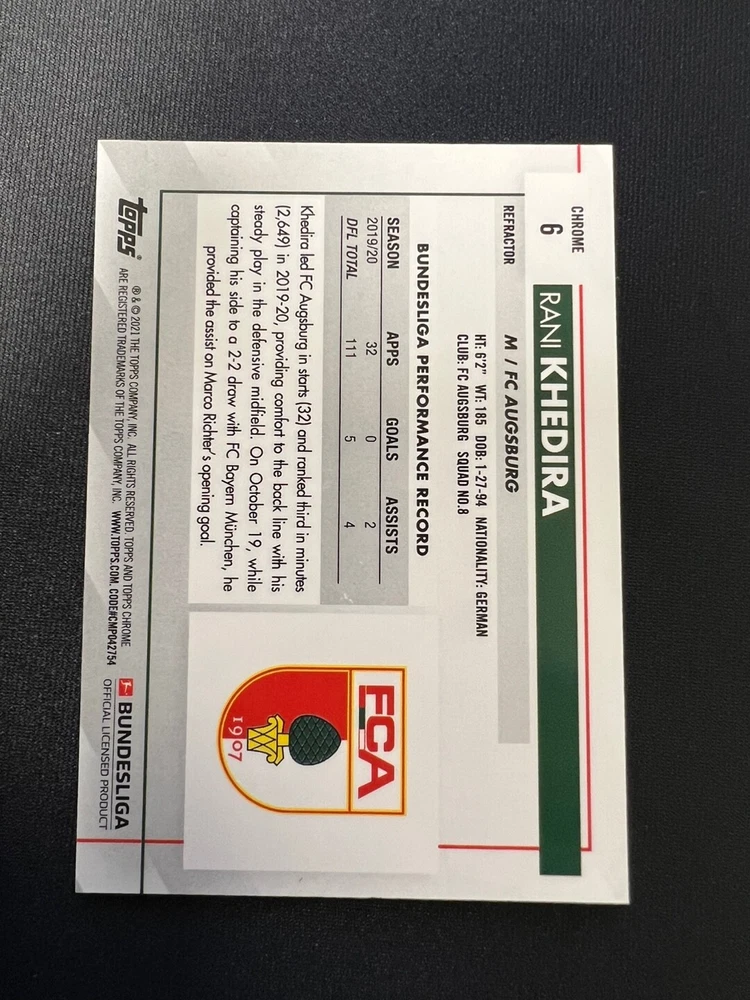 CHROME
6
RANI KHEDIRA
REFRACTOR
M / FC AUGSBURG
HT: 6'2" WT: 185 DOB: 1-27-94 NATIONALITY: GERMAN
CLUB: FC AUGSBURG SQUAD NO. 8
BUNDESLIGA PERFORMANCE RECORD
SEASON APPS GOALS ASSISTS
2019/20 32 0 2
DFL TOTAL 111 5 4
Khedira led FC Augsburg in starts (32) and ranked third in minutes
(2,649) in 2019-20, providing comfort to the back line with his
steady play in the defensive midfield. On October 19, while
captaining his side to a 2-2 draw with FC Bayern München, he
provided the assist on Marco Richter's opening goal.
FCA
1907
topps®
® & © 2021 THE TOPPS COMPANY, INC. ALL RIGHTS RESERVED. TOPPS AND TOPPS CHROME
ARE REGISTERED TRADEMARKS OF THE TOPPS COMPANY, INC. WWW.TOPPS.COM. CODE#CMP042754
BUNDESLIGA
OFFICIAL LICENSED PRODUCT